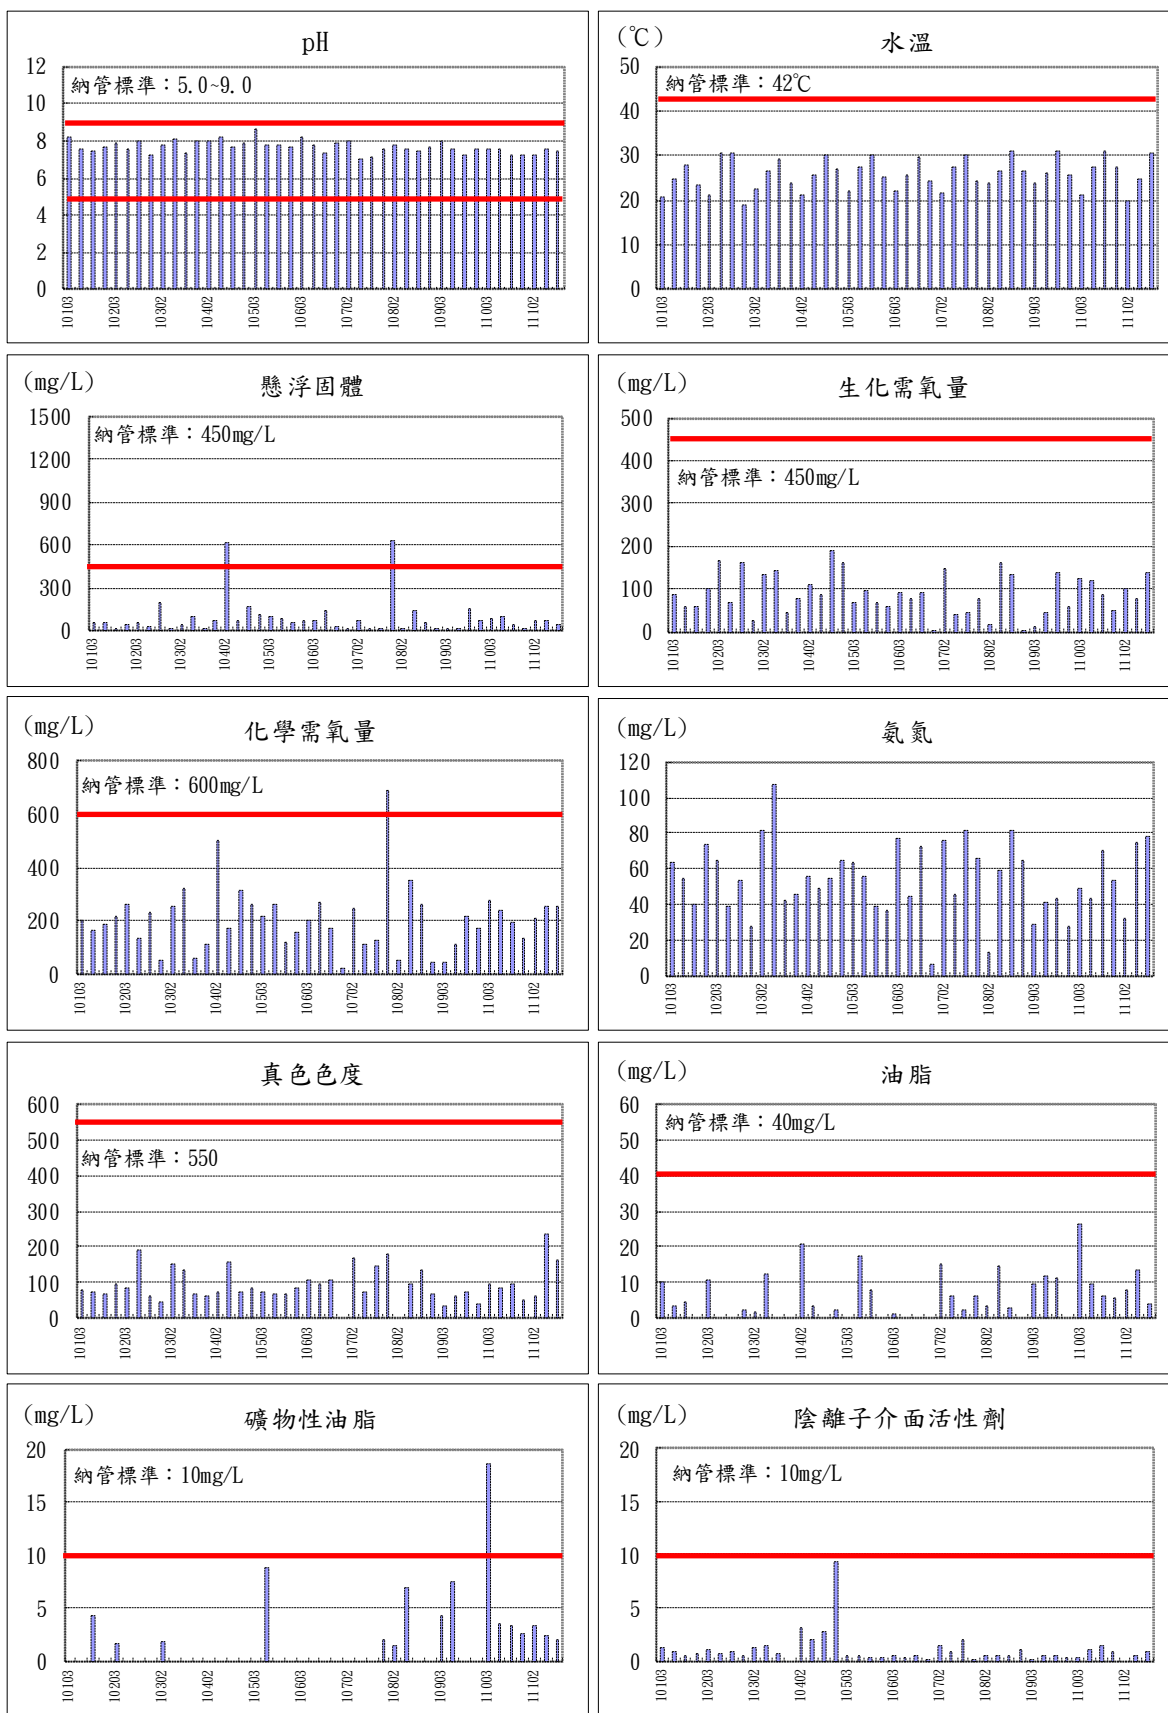 pH
12
10
8
6
4
2
0
納管標準：5.0~9.0
10103 10203 10302 10402 10503 10603 10702 10802 10903 11003 11102
(℃)
水溫
50
40
30
20
10
0
納管標準：42℃
10103 10203 10302 10402 10503 10603 10702 10802 10903 11003 11102
(mg/L)
懸浮固體
1500
1200
900
600
300
0
納管標準：450mg/L
10103 10203 10302 10402 10503 10603 10702 10802 10903 11003 11102
(mg/L)
生化需氧量
500
400
300
200
100
0
納管標準：450mg/L
10103 10203 10302 10402 10503 10603 10702 10802 10903 11003 11102
(mg/L)
化學需氧量
800
600
400
200
0
納管標準：600mg/L
10103 10203 10302 10402 10503 10603 10702 10802 10903 11003 11102
(mg/L)
氨氮
120
100
80
60
40
20
0
10103 10203 10302 10402 10503 10603 10702 10802 10903 11003 11102
真色色度
600
500
400
300
200
100
0
納管標準：550
10103 10203 10302 10402 10503 10603 10702 10802 10903 11003 11102
(mg/L)
油脂
60
50
40
30
20
10
0
納管標準：40mg/L
10103 10203 10302 10402 10503 10603 10702 10802 10903 11003 11102
(mg/L)
礦物性油脂
20
15
10
5
0
納管標準：10mg/L
10103 10203 10302 10402 10503 10603 10702 10802 10903 11003 11102
(mg/L)
陰離子介面活性劑
20
15
10
5
0
納管標準：10mg/L
10103 10203 10302 10402 10503 10603 10702 10802 10903 11003 11102